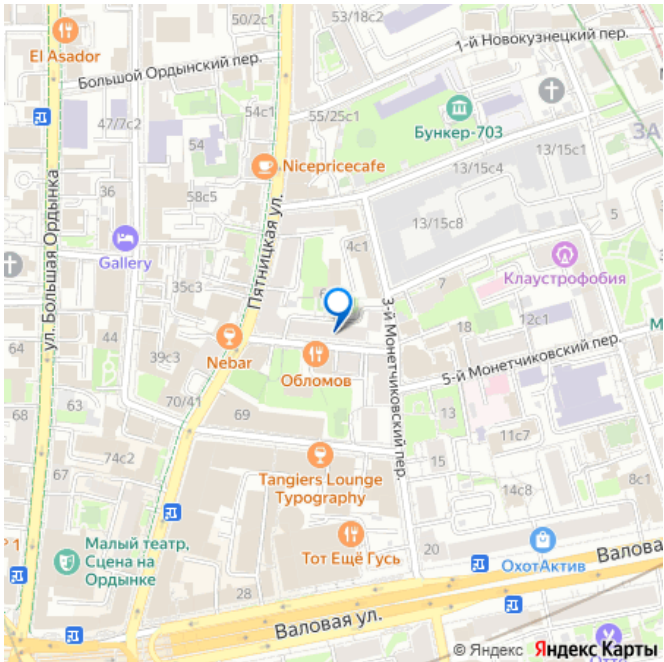 50/2с1
53/18с2
El Asador
1-й Новокузнецкий пер.
Большой Ордынский пер.
54с1
55/25с1
47/7с2
Бункер-703
ЗА
54
13/15с1
Nicepricecafe
13/15с4
36
58с5
13/15с8
5
ул. Большая Ордынка
Пятницкая ул.
4с1
Gallery
Клаустрофобия
35с3
7
3-й Монетчиковский пер.
44
18
12с1
Nebar
39с3
Обломов
5-й Монетчиковский пер.
64
70/41
69
13
68
63
11с7
74с2
67
15
Tangiers Lounge
Typography
14с8
8с1
1
Малый театр,
Сцена на
Ордынке
Тот Ещё Гусь
20
ОхотАктив
Валовая
28
Валовая ул.
© Яндекс Яндекс Карты